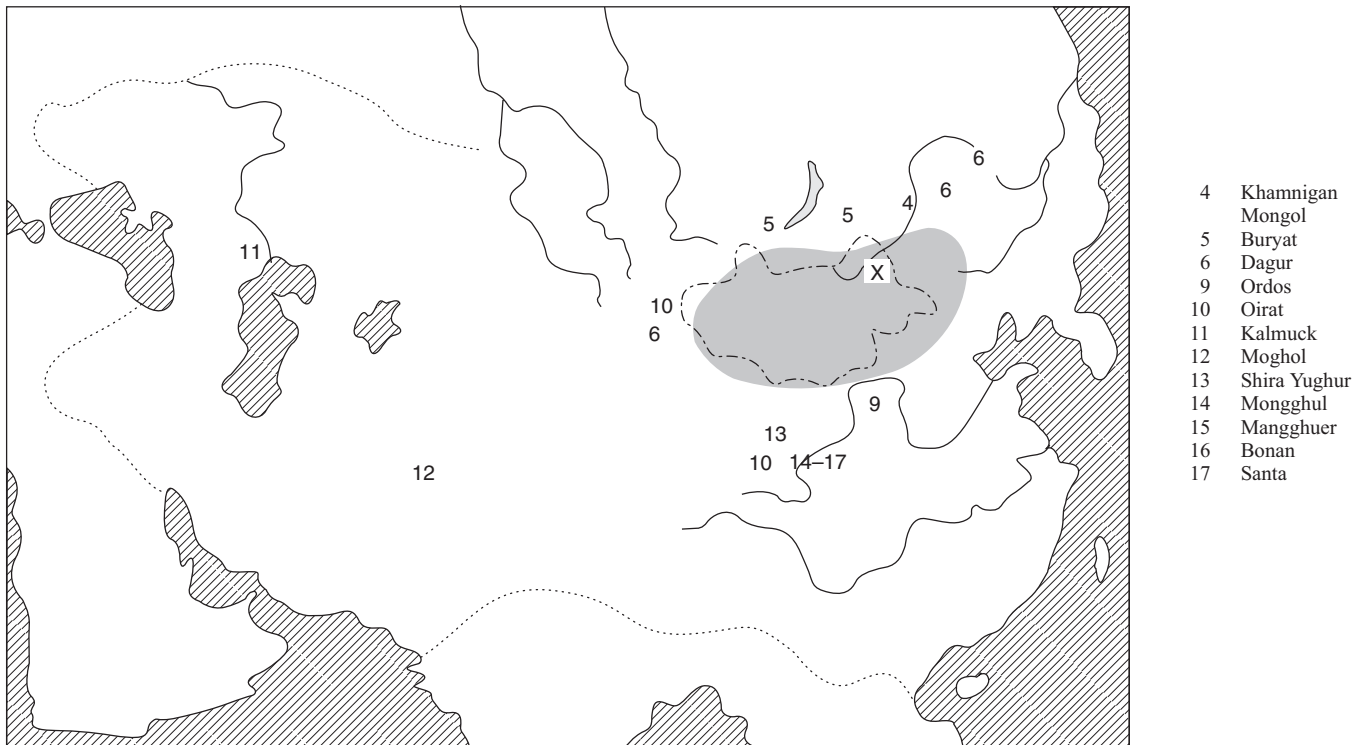 6
6
5
4
5
11
X
10
6
9
13
10
14–17
12
4 Khamnigan
Mongol
5 Buryat
6 Dagur
9 Ordos
10 Oirat
11 Kalmuck
12 Moghol
13 Shira Yughur
14 Mongghul
15 Mangghuer
16 Bonan
17 Santa